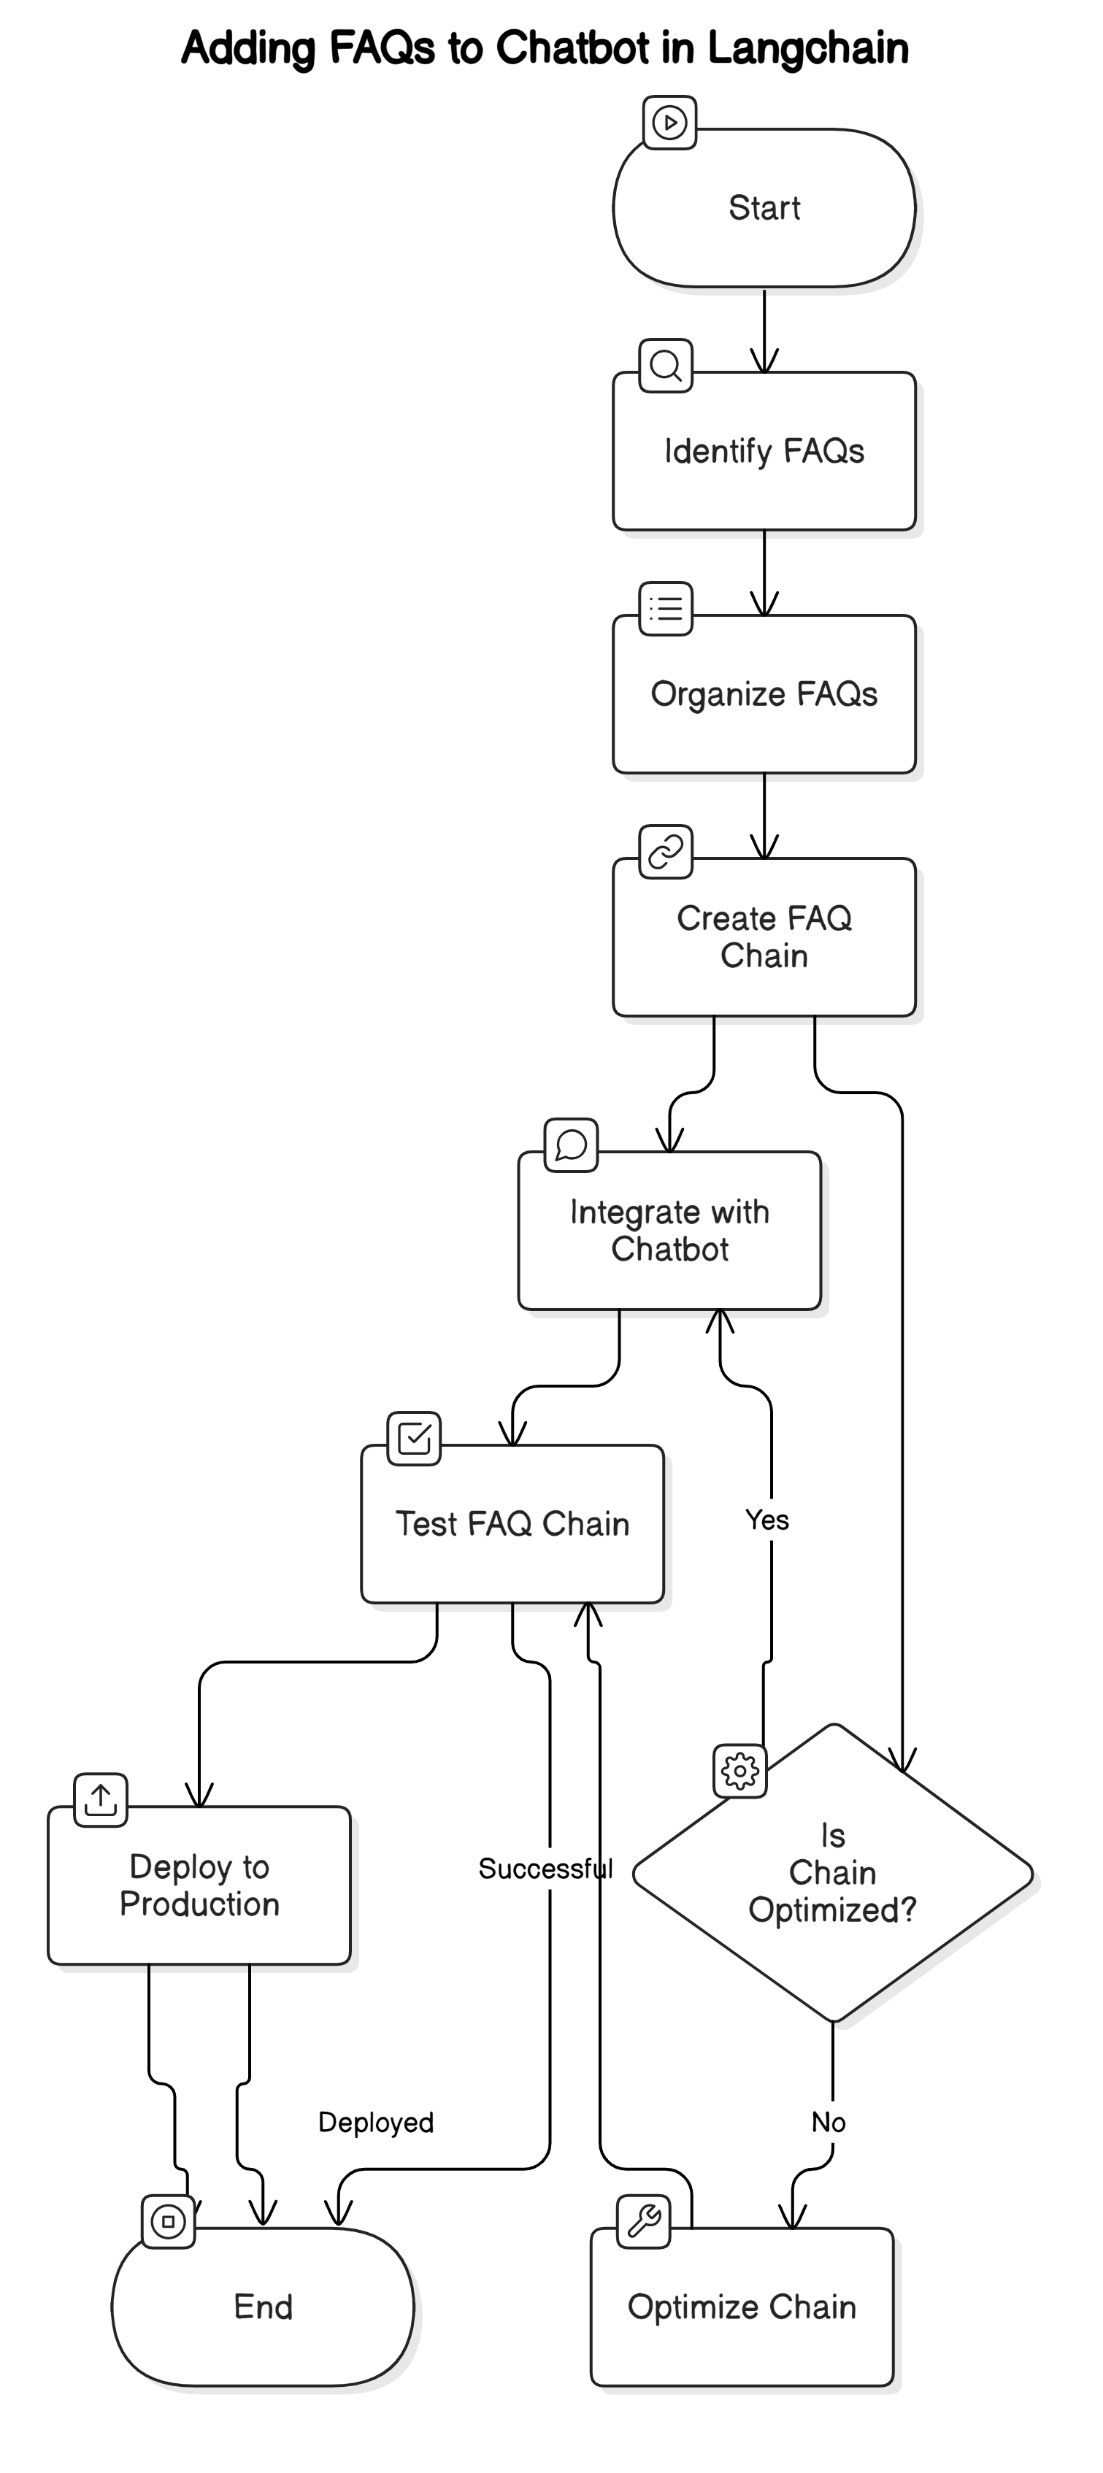 Adding FAQs to Chatbot in Langchain
Start
Identify FAQs
Organize FAQs
Create FAQ
Chain
Integrate with
Chatbot
Test FAQ Chain
Yes
Is
Chain
Optimized?
Successful
Deploy to
Production
Deployed
No
End
Optimize Chain